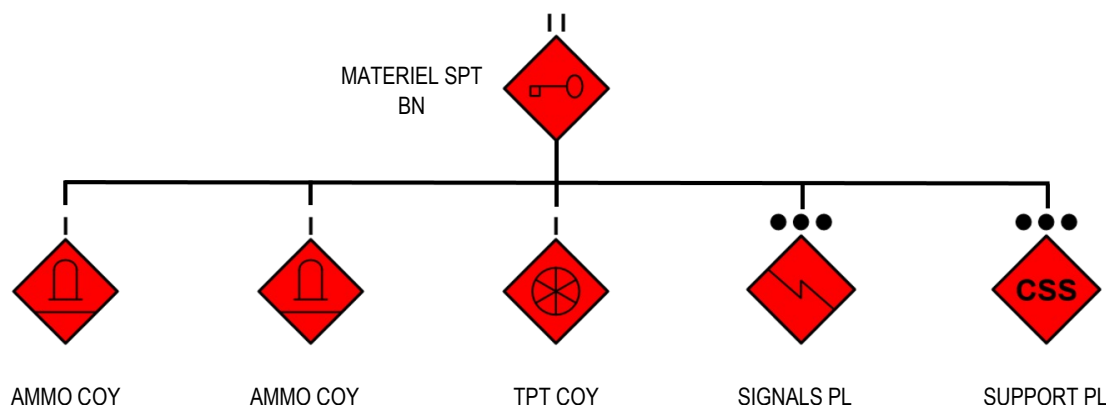 MATERIEL SPT
BN
CSS
AMMO COY
AMMO COY
TPT COY
SIGNALS PL
SUPPORT PL